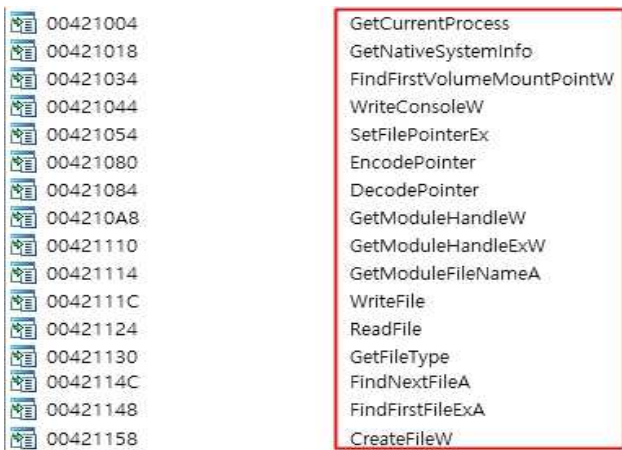 00421004 GetCurrentProcess
00421018 GetNativeSystemInfo
00421034 FindFirstVolumeMountPointW
00421044 WriteConsoleW
00421054 SetFilePointerEx
00421080 EncodePointer
00421084 DecodePointer
004210A8 GetModuleHandleW
00421110 GetModuleHandleExW
00421114 GetModuleFileNameA
0042111C WriteFile
00421124 ReadFile
00421130 GetFileType
0042114C FindNextFileA
00421148 FindFirstFileExA
00421158 CreateFileW